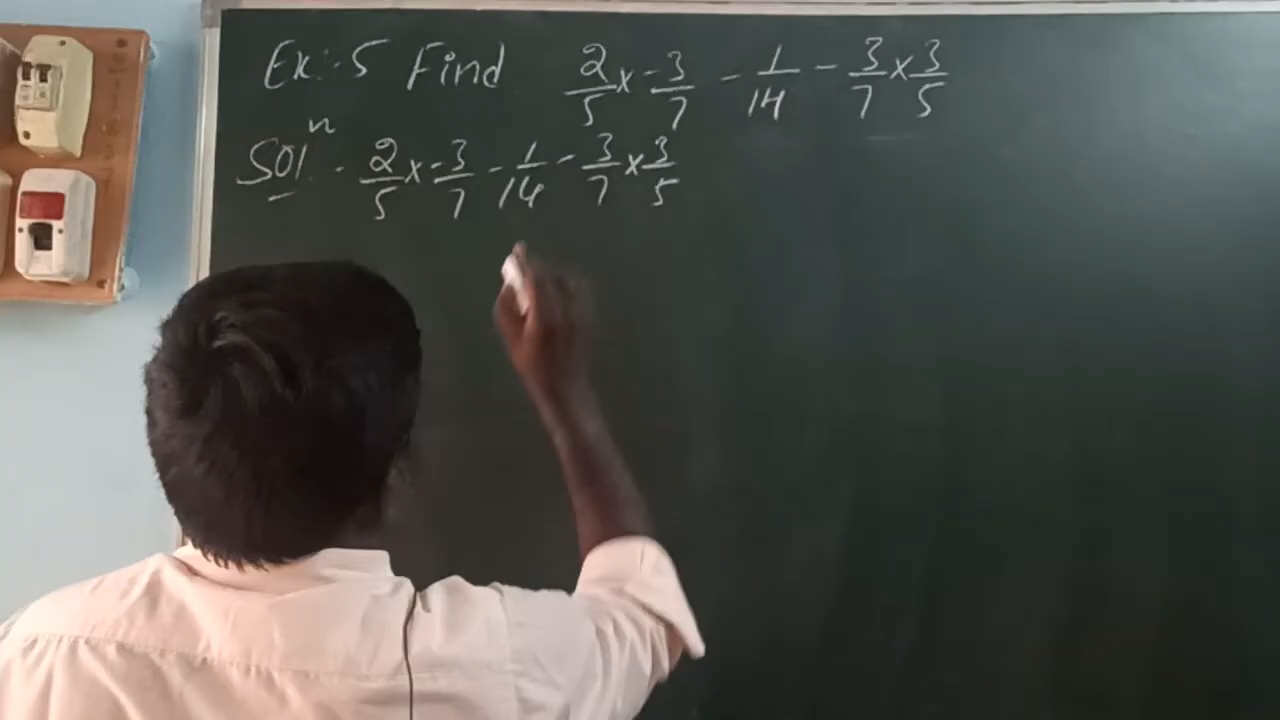 Ex:-5 Find 2/5 x -3/7 - 1/14 - 3/7 x 3/5
Soln:- 2/5 x -3/7 - 1/14 - 3/7 x 3/5